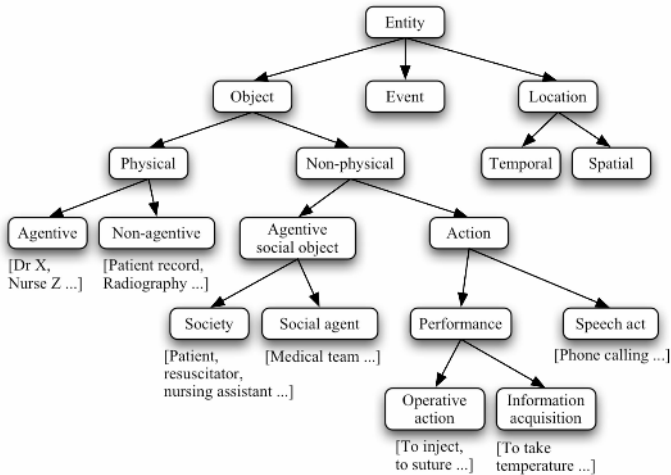 Entity
Object
Event
Location
Physical
Non-physical
Temporal
Spatial
Agentive
Non-agentive
Agentive
social object
Action
[Dr X,
Nurse Z ...]
[Patient record,
Radiography ...]
Society
Social agent
Performance
Speech act
[Patient,
resuscitator,
nursing assistant ...]
[Medical team ...]
[Phone calling ...]
Operative
action
Information
acquisition
[To inject,
to suture ...]
[To take
temperature ...]